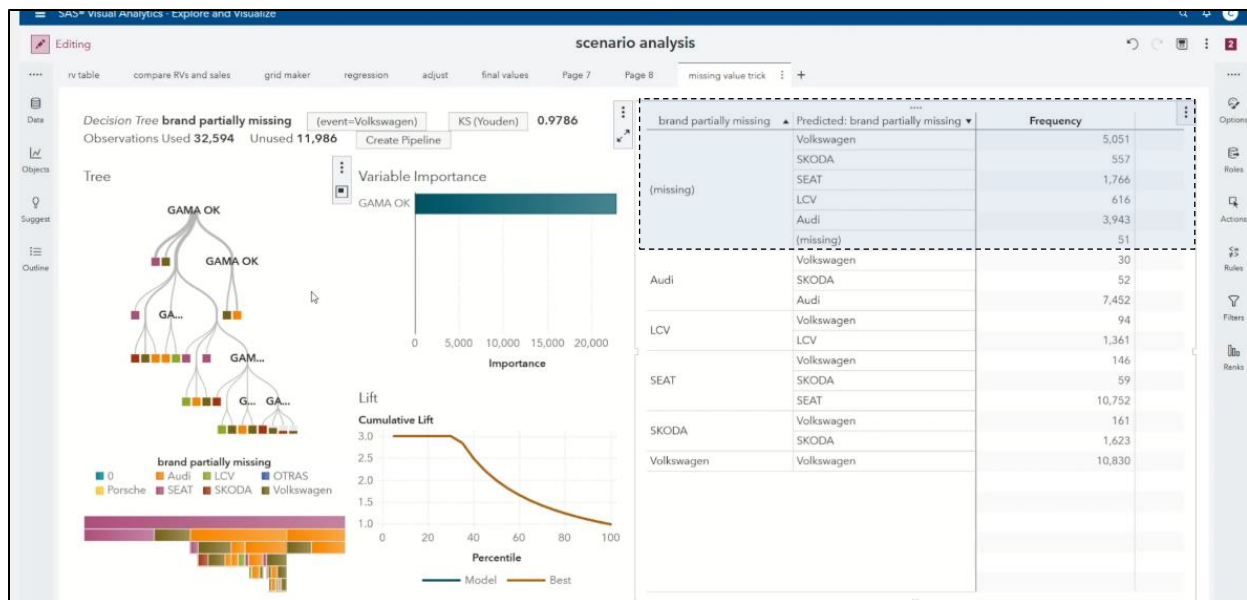 SAS® Visual Analytics - Explore and Visualize
Editing
scenario analysis
2
rv table compare RVs and sales grid maker regression adjust final values Page 7 Page 8 missing value trick +
Data
Objects
Suggest
Outline
Decision Tree brand partially missing (event=Volkswagen) KS (Youden) 0.9786
Observations Used 32,594 Unused 11,986 Create Pipeline
Tree
GAMA OK
GAMA OK
GA...
GAM...
G... GA...
brand partially missing
0 Audi LCV OTRAS
Porsche SEAT SKODA Volkswagen
Variable Importance
GAMA OK
0 5,000 10,000 15,000 20,000
Importance
Lift
Cumulative Lift
3.0
2.5
2.0
1.5
1.0
0 20 40 60 80 100
Percentile
Model Best
brand partially missing ▲ Predicted: brand partially missing ▼ Frequency
(missing) Volkswagen 5,051
SKODA 557
SEAT 1,766
LCV 616
Audi 3,943
(missing) 51
Audi Volkswagen 30
SKODA 52
Audi 7,452
LCV Volkswagen 94
LCV 1,361
SEAT Volkswagen 146
SKODA 59
SEAT 10,752
SKODA Volkswagen 161
SKODA 1,623
Volkswagen Volkswagen 10,830
Options
Roles
Actions
Rules
Filters
Ranks